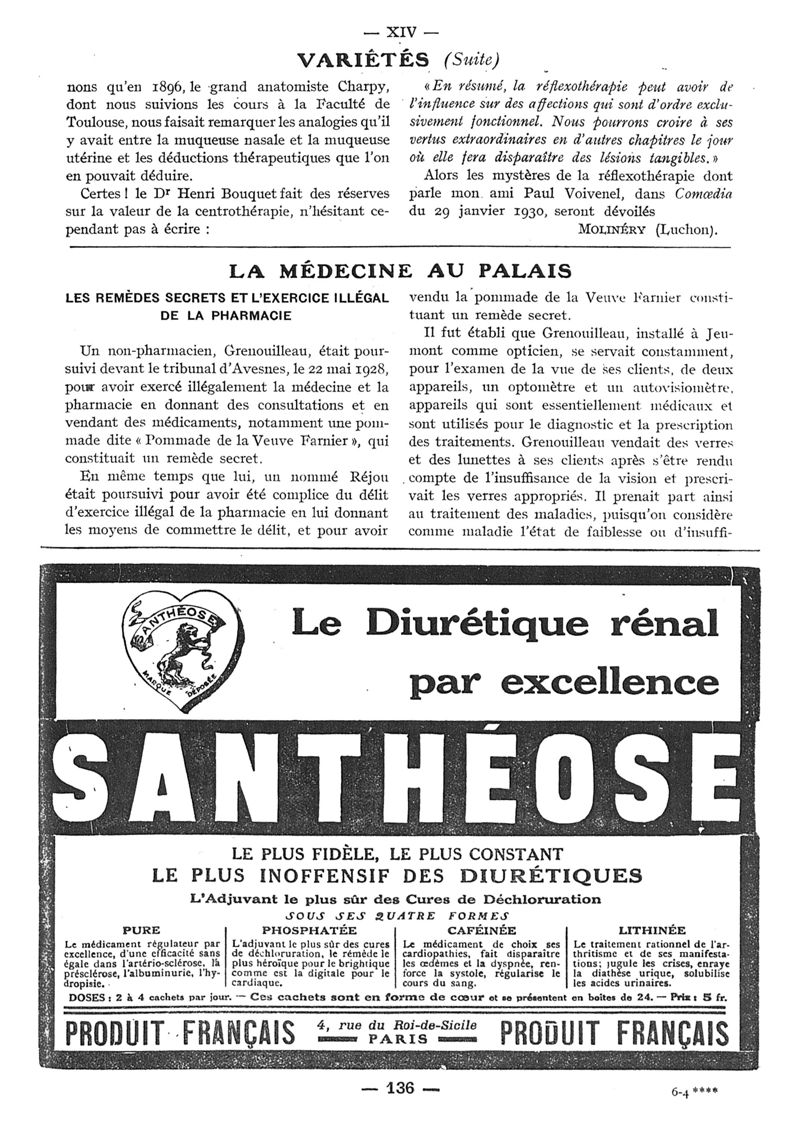 — XIV —
VARIÉTÉS (Suite)
nons qu'en 1896, le grand anatomiste Charpy,
dont nous suivions les cours à la Faculté de
Toulouse, nous faisait remarquer les analogies qu'il
y avait entre la muqueuse nasale et la muqueuse
utérine et les déductions thérapeutiques que l'on
en pouvait déduire.
Certes ! le Dr Henri Bouquet fait des réserves
sur la valeur de la centrothérapie, n'hésitant ce-
pendant pas à écrire :
« En résumé, la réflexothérapie peut avoir de
l'influence sur des affections qui sont d'ordre exclu-
sivement fonctionnel. Nous pourrons croire à ses
vertus extraordinaires en d'autres chapitres le jour
où elle fera disparaître des lésions tangibles. »
Alors les mystères de la réflexothérapie dont
parle mon ami Paul Voivenel, dans Comœdia
du 29 janvier 1930, seront dévoilés
MOLINÉRY (Luchon).
LA MÉDECINE AU PALAIS
LES REMÈDES SECRETS ET L'EXERCICE ILLÉGAL
DE LA PHARMACIE
Un non-pharmacien, Grenouilleau, était pour-
suivi devant le tribunal d'Avesnes, le 22 mai 1928,
pour avoir exercé illégalement la médecine et la
pharmacie en donnant des consultations et en
vendant des médicaments, notamment une pom-
made dite « Pommade de la Veuve Farnier », qui
constituait un remède secret.
En même temps que lui, un nommé Réjou
était poursuivi pour avoir été complice du délit
d'exercice illégal de la pharmacie en lui donnant
les moyens de commettre le délit, et pour avoir
vendu la pommade de la Veuve Farnier consti-
tuant un remède secret.
Il fut établi que Grenouilleau, installé à Jeu-
mont comme opticien, se servait constamment,
pour l'examen de la vue de ses clients, de deux
appareils, un optomètre et un autovisiomètre,
appareils qui sont essentiellement médicaux et
sont utilisés pour le diagnostic et la prescription
des traitements. Grenouilleau vendait des verres
et des lunettes à ses clients après s'être rendu
compte de l'insuffisance de la vision et prescri-
vait les verres appropriés. Il prenait part ainsi
au traitement des maladies, puisqu'on considère
comme maladie l'état de faiblesse ou d'insuffi-
SANTHÉOSE
MARQUE DÉPOSÉE
Le Diurétique rénal
par excellence
SANTHÉOSE
LE PLUS FIDÈLE, LE PLUS CONSTANT
LE PLUS INOFFENSIF DES DIURÉTIQUES
L'Adjuvant le plus sûr des Cures de Déchloruration
SOUS SES QUATRE FORMES
PURE
Le médicament régulateur par
excellence, d'une efficacité sans
égale dans l'artério-sclérose, la
présclérose, l'albuminurie, l'hy-
dropisie.
PHOSPHATÉE
L'adjuvant le plus sûr des cures
de déchloruration, le remède le
plus héroïque pour le brightique
comme est la digitale pour le
cardiaque.
CAFÉINÉE
Le médicament de choix des
cardiopathies, fait disparaître
les œdèmes et la dyspnée, ren-
force la systole, régularise le
cours du sang.
LITHINÉE
Le traitement rationnel de l'ar-
thritisme et de ses manifesta-
tions ; jugule les crises, enraye
la diathèse urique, solubilise
les acides urinaires.
DOSES : 2 à 4 cachets par jour. — Ces cachets sont en forme de cœur et se présentent en boîtes de 24. — Prix : 5 fr.
PRODUIT FRANÇAIS
4, rue du Roi-de-Sicile
PARIS
PRODUIT FRANÇAIS
— 136 —
6-4 ****